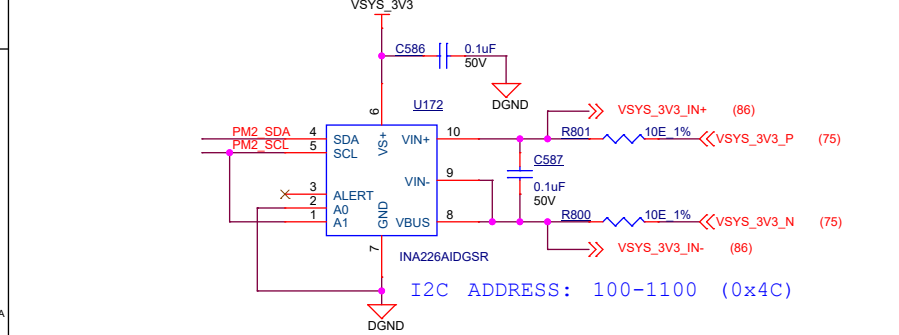 VSYS_3V3
C586
0.1uF
50V
DGND
U172
6
VS+
PM2_SDA
4
SDA
PM2_SCL
5
SCL
3
ALERT
2
A0
1
A1
GND
7
VIN+
10
VIN-
9
VBUS
8
INA226AIDGSR
C587
0.1uF
50V
VSYS_3V3_IN+ (86)
R801
10E_1%
VSYS_3V3_P (75)
R800
10E_1%
VSYS_3V3_N (75)
VSYS_3V3_IN- (86)
I2C ADDRESS: 100-1100 (0x4C)
DGND
A